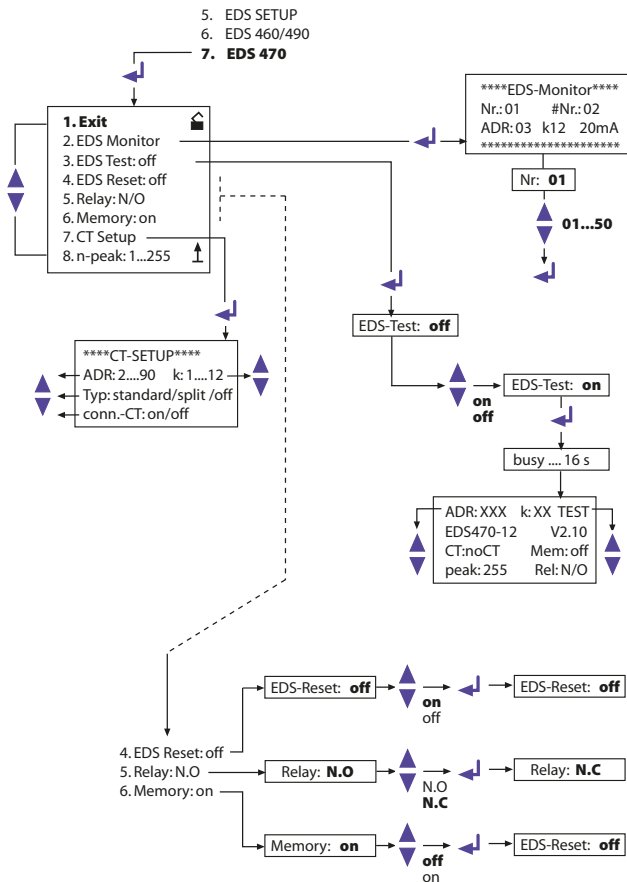 5. EDS SETUP
6. EDS 460/490
7. EDS 470
1. Exit
2. EDS Monitor
3. EDS Test: off
4. EDS Reset: off
5. Relay: N/O
6. Memory: on
7. CT Setup
8. n-peak: 1...255
****EDS-Monitor****
Nr.: 01 #Nr.: 02
ADR: 03 k12 20mA
********************
Nr: 01
01...50
****CT-SETUP****
ADR: 2....90 k: 1....12
Typ: standard/split /off
conn.-CT: on/off
EDS-Test: off
on
off
EDS-Test: on
busy .... 16 s
ADR: XXX k: XX TEST
EDS470-12 V2.10
CT:noCT Mem: off
peak: 255 Rel: N/O
4. EDS Reset: off
5. Relay: N.O
6. Memory: on
EDS-Reset: off
on
off
EDS-Reset: off
Relay: N.O
N.O
N.C
Relay: N.C
Memory: on
off
on
EDS-Reset: off